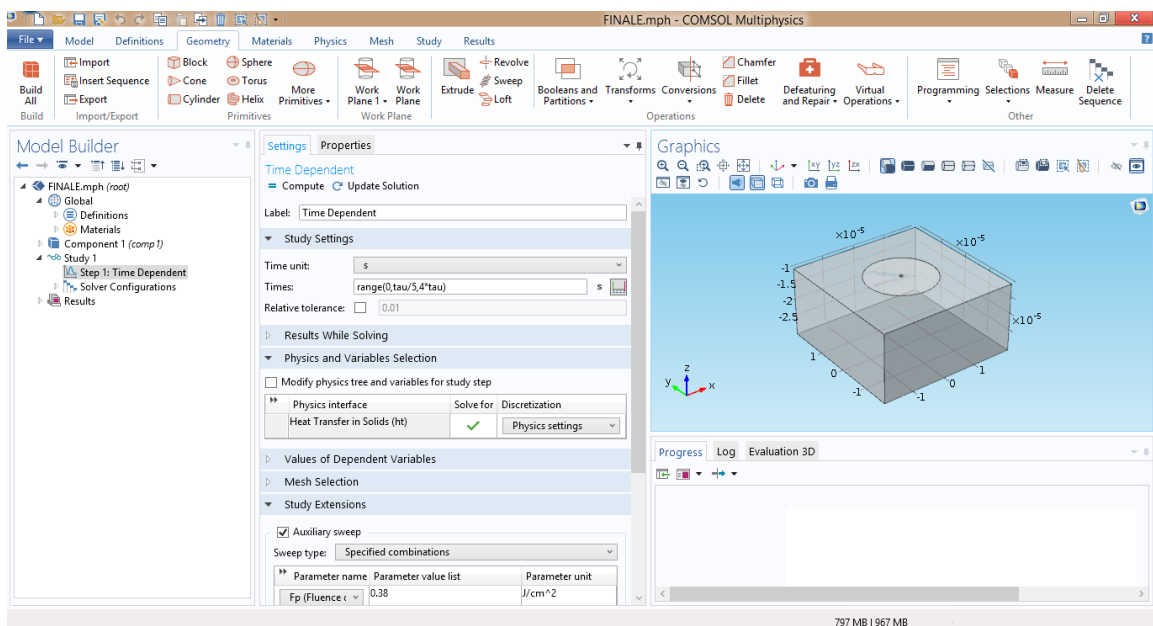 FINALE.mph - COMSOL Multiphysics
File Model Definitions Geometry Materials Physics Mesh Study Results
Import Block Sphere Revolve Chamfer
Insert Sequence Cone Torus Sweep Fillet
Export Cylinder Helix Loft Delete
Build All
More Primitives
Work Plane 1
Work Plane
Extrude
Booleans and Partitions
Transforms
Conversions
Defeaturing and Repair
Virtual Operations
Programming
Selections
Measure
Delete Sequence
Build Import/Export Primitives Work Plane Operations Other
Model Builder
FINALE.mph (root)
Global
Definitions
Materials
Component 1 (comp1)
Study 1
Step 1: Time Dependent
Solver Configurations
Results
Settings Properties
Time Dependent
= Compute Update Solution
Label: Time Dependent
Study Settings
Time unit: s
Times: range(0,tau/5,4*tau) s
Relative tolerance: 0.01
Results While Solving
Physics and Variables Selection
Modify physics tree and variables for study step
Physics interface Solve for Discretization
Heat Transfer in Solids (ht) Physics settings
Values of Dependent Variables
Mesh Selection
Study Extensions
Auxiliary sweep
Sweep type: Specified combinations
Parameter name Parameter value list Parameter unit
Fp (Fluence 0.38 J/cm^2
Graphics
xy yz zx
×10⁻⁵
×10⁻⁵
-1
-1.5
-2
-2.5
×10⁻⁵
1
0
-1
1
0
-1
z
y x
Progress Log Evaluation 3D
797 MB | 967 MB